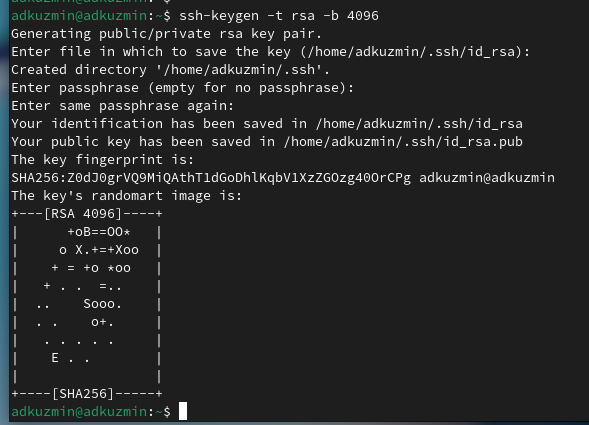 adkuzmin@adkuzmin:~$ ssh-keygen -t rsa -b 4096
Generating public/private rsa key pair.
Enter file in which to save the key (/home/adkuzmin/.ssh/id_rsa):
Created directory '/home/adkuzmin/.ssh'.
Enter passphrase (empty for no passphrase):
Enter same passphrase again:
Your identification has been saved in /home/adkuzmin/.ssh/id_rsa
Your public key has been saved in /home/adkuzmin/.ssh/id_rsa.pub
The key fingerprint is:
SHA256:Z0dJ0grVQ9MiQAthT1dGoDhlKqbV1XzZGOzg40OrCPg adkuzmin@adkuzmin
The key's randomart image is:
+---[RSA 4096]----+
|      +oB==OO*   |
|     o X.+=+Xoo  |
|    + = +o *oo   |
|   + . .  =..    |
|  ..    Sooo.    |
|  . .    o+.     |
|   . . . . .     |
|    E . .        |
|                 |
+----[SHA256]-----+
adkuzmin@adkuzmin:~$